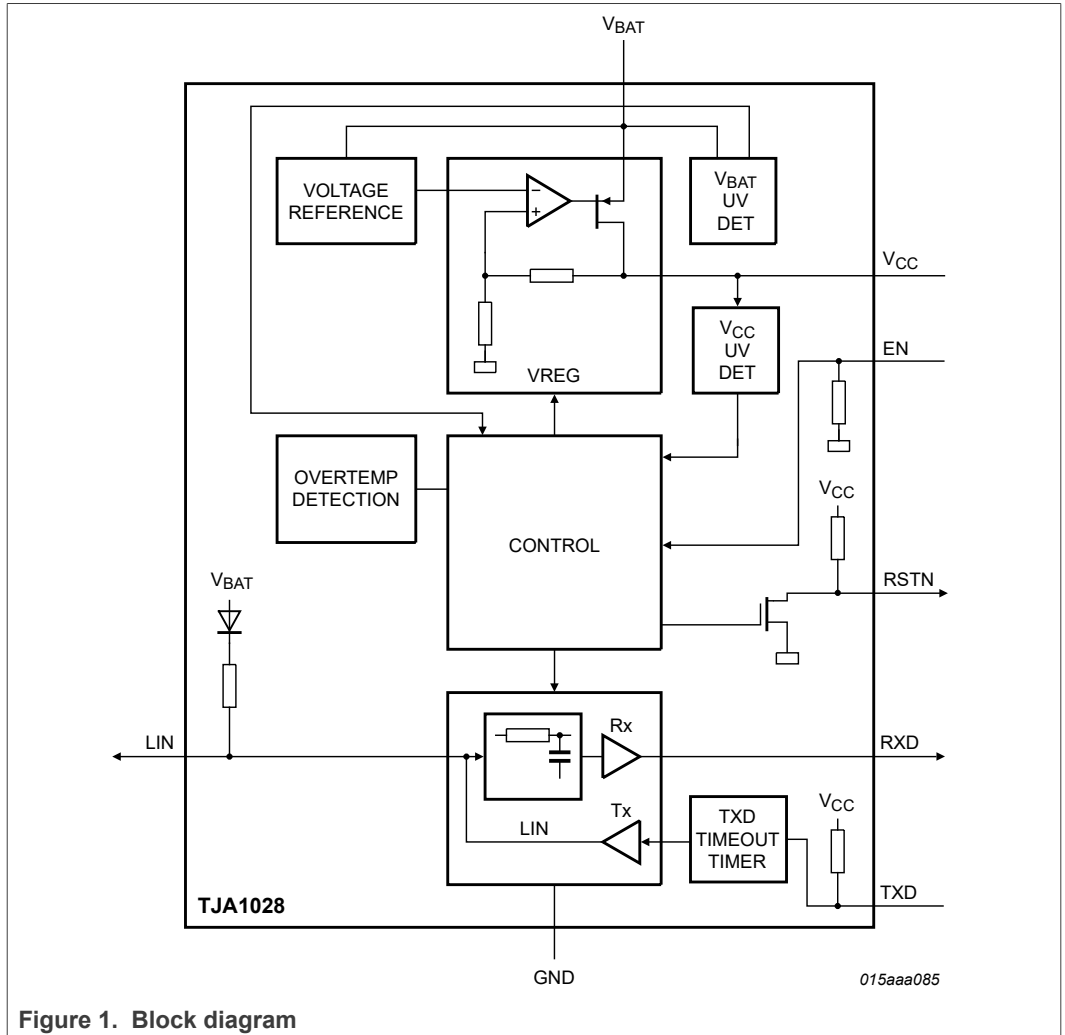 VBAT
VOLTAGE
REFERENCE
−
+
VREG
VBAT
UV
DET
VCC
VCC
UV
DET
EN
OVERTEMP
DETECTION
CONTROL
VCC
RSTN
VBAT
LIN
Rx
RXD
LIN
Tx
TXD
TIMEOUT
TIMER
VCC
TXD
TJA1028
GND
015aaa085
Figure 1. Block diagram